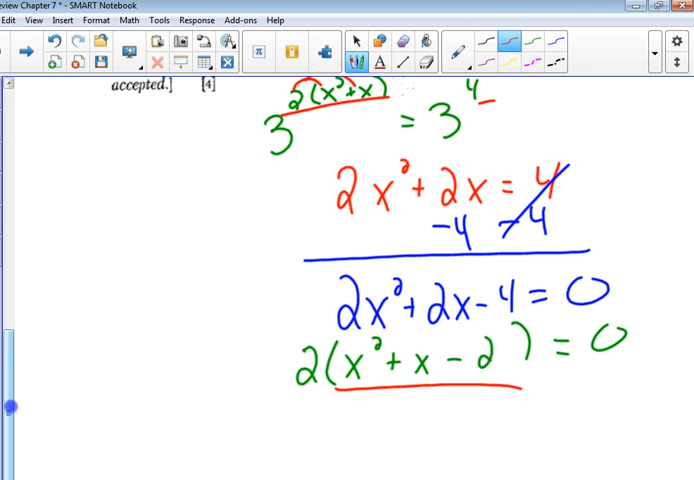 eview Chapter 7 * - SMART Notebook
Edit View Insert Format Math Tools Response Add-ons Help
accepted.] [4]
3^2(x²+x) = 3^4
2x² + 2x = 4
-4 -4
2x² + 2x - 4 = 0
2(x² + x - 2) = 0